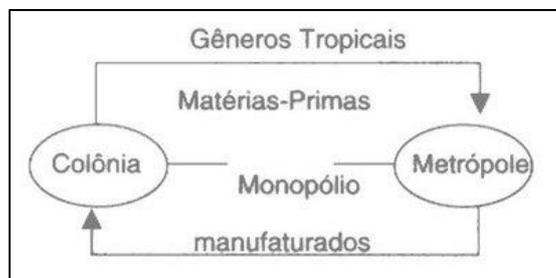 Gêneros Tropicais
Matérias-Primas
Colônia
Monopólio
Metrópole
manufaturados